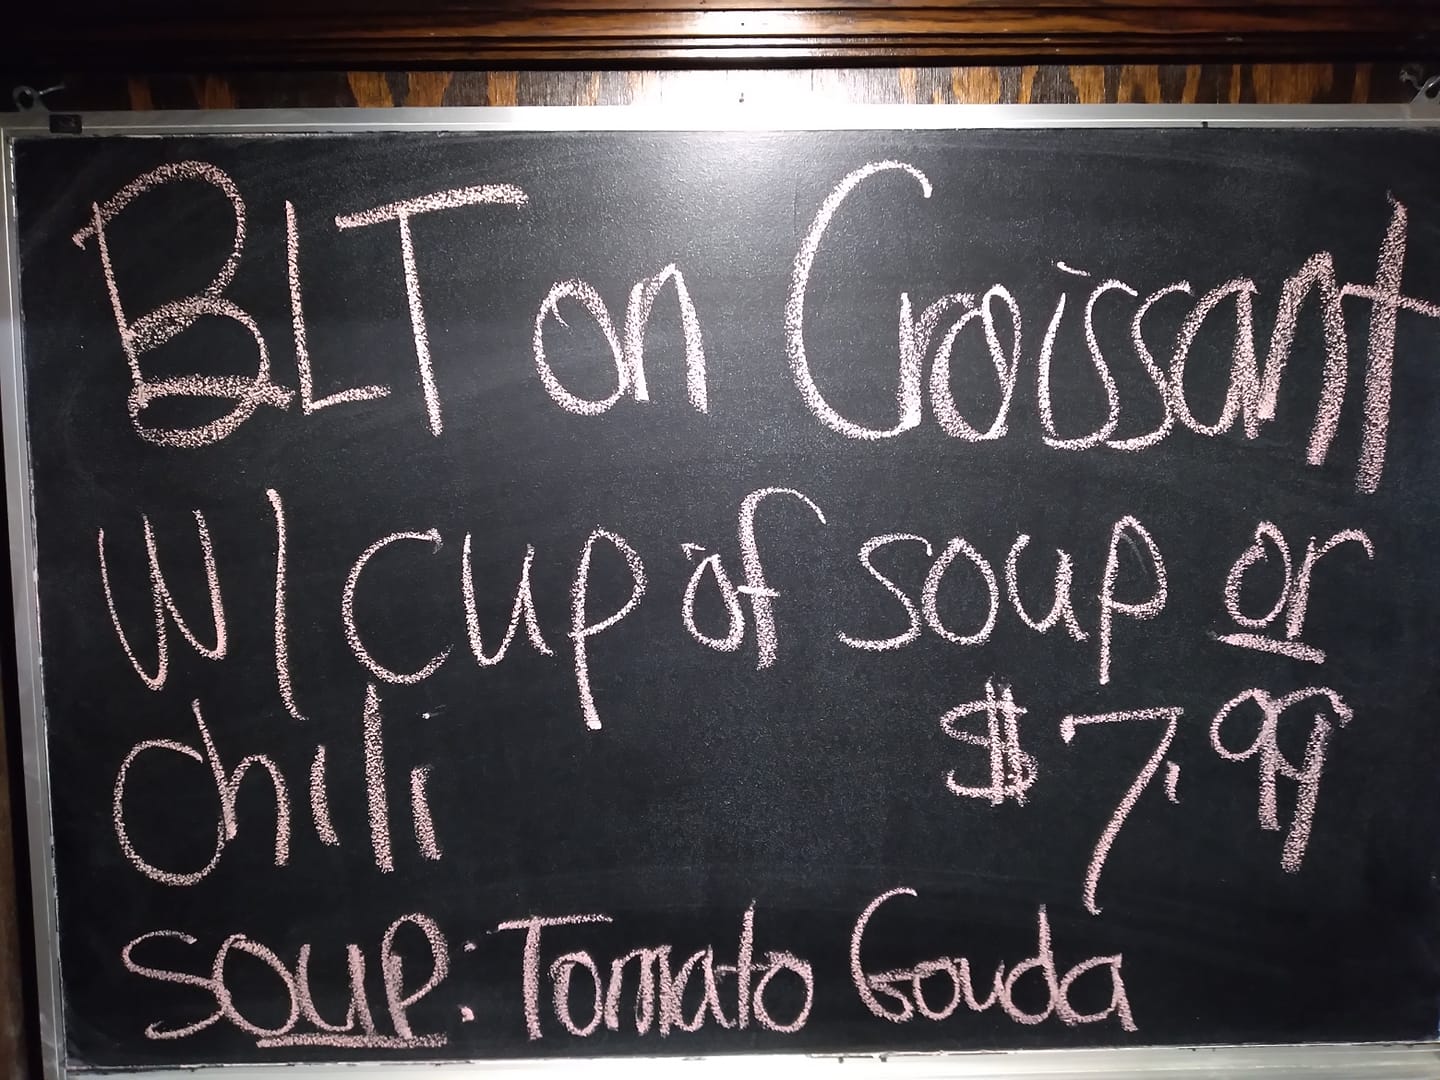 BLT on Croissant
W/ cup of soup or
chili $7.99
Soup: Tomato Gouda